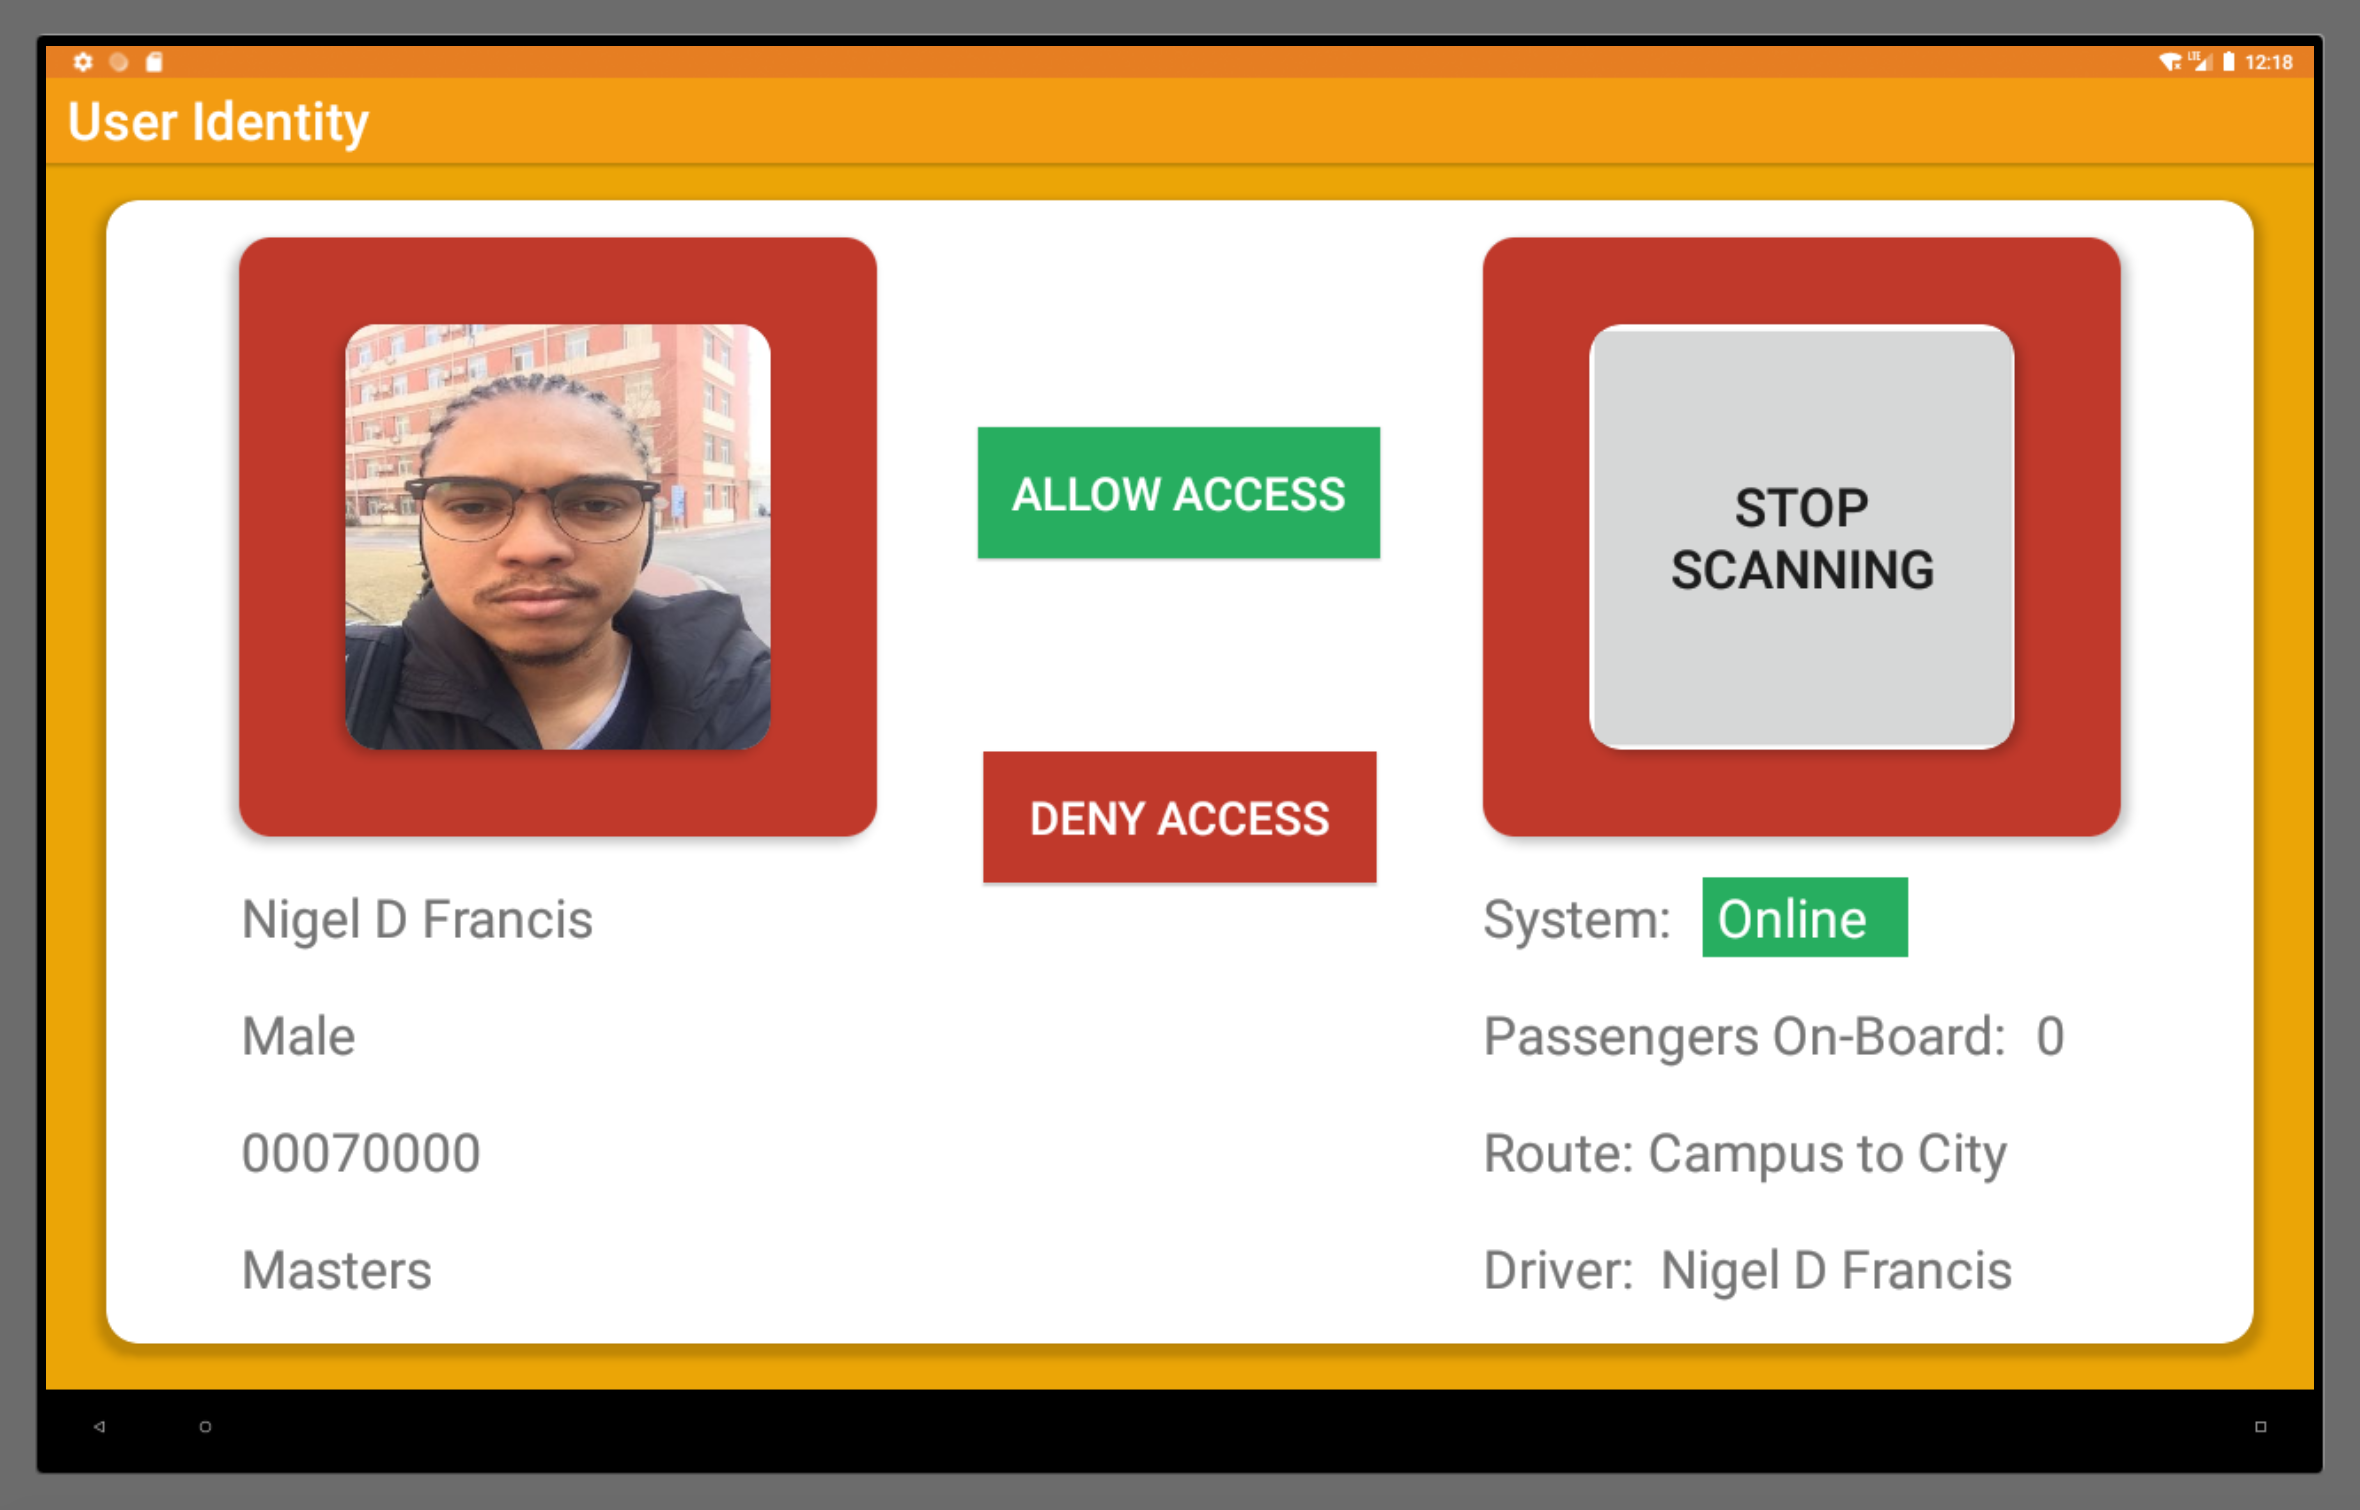 LTE 12:18
User Identity
ALLOW ACCESS
STOP
SCANNING
DENY ACCESS
Nigel D Francis
System: Online
Male
Passengers On-Board: 0
00070000
Route: Campus to City
Masters
Driver: Nigel D Francis